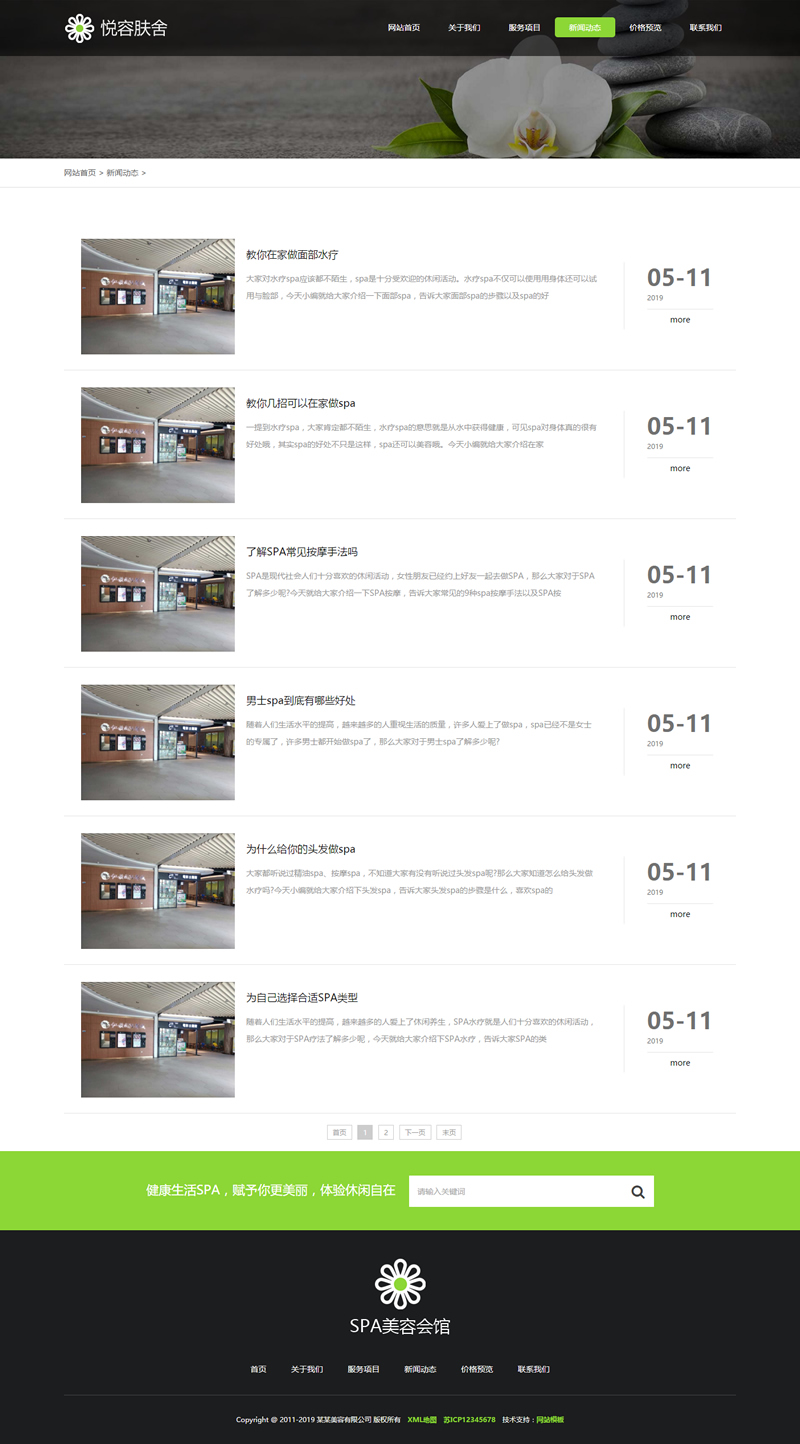 悦容肤舍
网站首页 关于我们 服务项目 新闻动态 价格预览 联系我们
网站首页 > 新闻动态 >
教你在家做面部水疗
大家对水疗spa应该都不陌生，spa是十分受欢迎的休闲活动。水疗spa不仅可以使用用身体还可以试
用与脸部，今天小编就给大家介绍一下面部spa，告诉大家面部spa的步骤以及spa的好
05-11
2019
more
教你几招可以在家做spa
一提到水疗spa，大家肯定都不陌生，水疗spa的意思就是从水中获得健康，可见spa对身体真的很有
好处哦，其实spa的好处不只是这样，spa还可以美容哦。今天小编就给大家介绍在家
05-11
2019
more
了解SPA常见按摩手法吗
SPA是现代社会人们十分喜欢的休闲活动，女性朋友已经约上好友一起去做SPA，那么大家对于SPA
了解多少呢?今天就给大家介绍一下SPA按摩，告诉大家常见的9种spa按摩手法以及SPA按
05-11
2019
more
男士spa到底有哪些好处
随着人们生活水平的提高，越来越多的人重视生活的质量，许多人爱上了做spa，spa已经不是女士
的专属了，许多男士都开始做spa了，那么大家对于男士spa了解多少呢?
05-11
2019
more
为什么给你的头发做spa
大家都听说过精油spa、按摩spa，不知道大家有没有听说过头发spa呢?那么大家知道怎么给头发做
水疗吗?今天小编就给大家介绍下头发spa，告诉大家头发spa的步骤是什么，喜欢spa的
05-11
2019
more
为自己选择合适SPA类型
随着人们生活水平的提高，越来越多的人爱上了休闲养生，SPA水疗就是人们十分喜欢的休闲活动，
那么大家对于SPA疗法了解多少呢，今天就给大家介绍下SPA水疗，告诉大家SPA的类
05-11
2019
more
首页 1 2 下一页 末页
健康生活SPA，赋予你更美丽，体验休闲自在 请输入关键词
SPA美容会馆
首页 关于我们 服务项目 新闻动态 价格预览 联系我们
Copyright @ 2011-2019 某某美容有限公司 版权所有 XML地图 苏ICP12345678 技术支持：网站模板